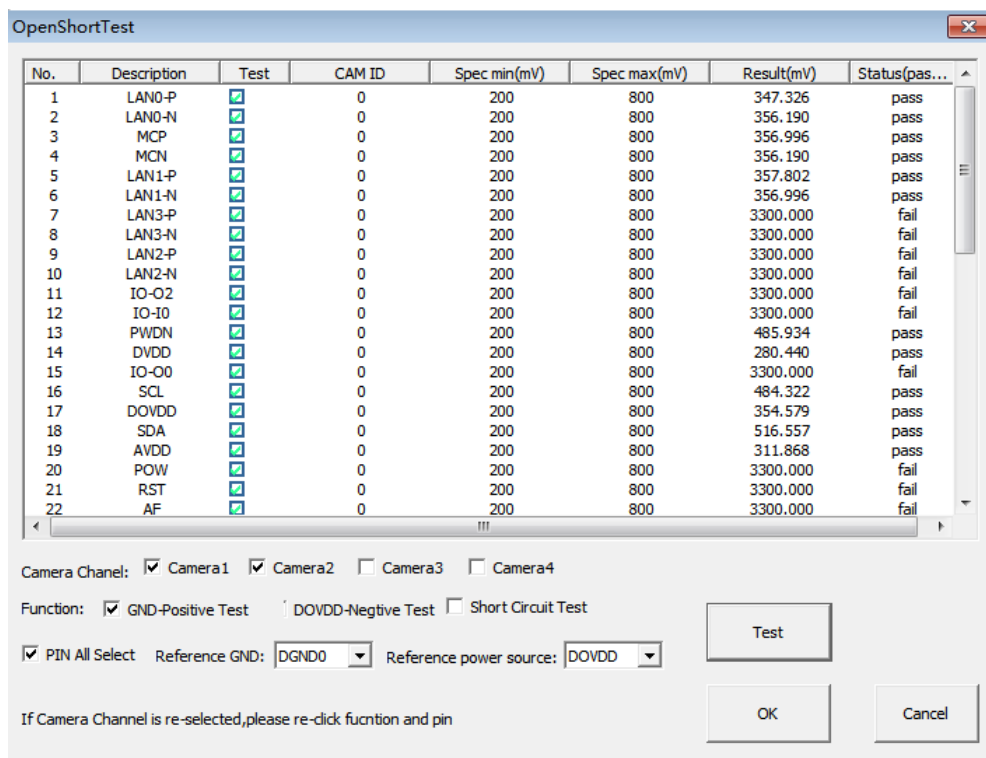 OpenShortTest
No. Description Test CAM ID Spec min(mV) Spec max(mV) Result(mV) Status(pas...
1 LAN0-P 0 200 800 347.326 pass
2 LAN0-N 0 200 800 356.190 pass
3 MCP 0 200 800 356.996 pass
4 MCN 0 200 800 356.190 pass
5 LAN1-P 0 200 800 357.802 pass
6 LAN1-N 0 200 800 356.996 pass
7 LAN3-P 0 200 800 3300.000 fail
8 LAN3-N 0 200 800 3300.000 fail
9 LAN2-P 0 200 800 3300.000 fail
10 LAN2-N 0 200 800 3300.000 fail
11 IO-O2 0 200 800 3300.000 fail
12 IO-I0 0 200 800 3300.000 fail
13 PWDN 0 200 800 485.934 pass
14 DVDD 0 200 800 280.440 pass
15 IO-O0 0 200 800 3300.000 fail
16 SCL 0 200 800 484.322 pass
17 DOVDD 0 200 800 354.579 pass
18 SDA 0 200 800 516.557 pass
19 AVDD 0 200 800 311.868 pass
20 POW 0 200 800 3300.000 fail
21 RST 0 200 800 3300.000 fail
22 AF 0 200 800 3300.000 fail
Camera Chanel: Camera1 Camera2 Camera3 Camera4
Function: GND-Positive Test DOVDD-Negtive Test Short Circuit Test
Test
PIN All Select Reference GND: DGND0 Reference power source: DOVDD
If Camera Channel is re-selected,please re-click fucntion and pin
OK Cancel